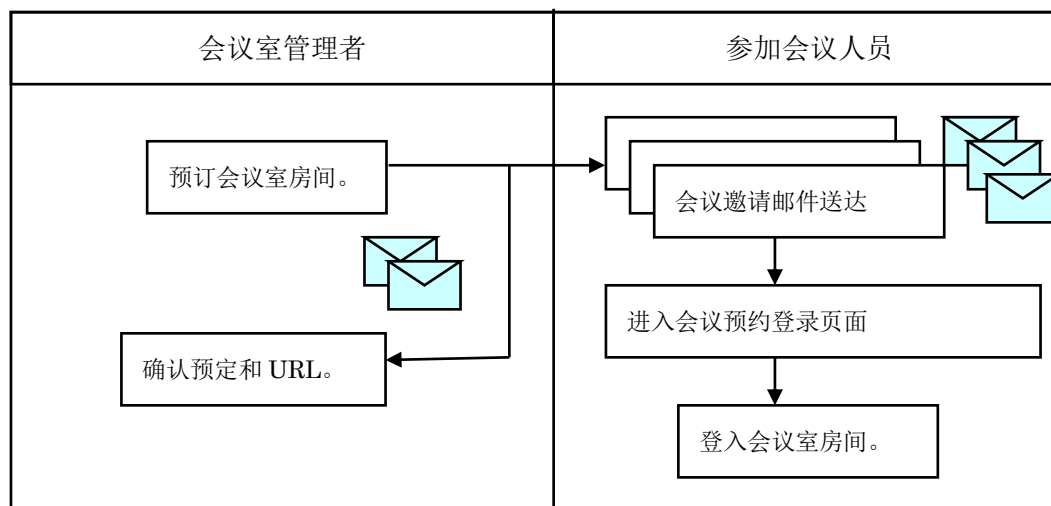 会议室管理者
参加会议人员
预订会议室房间。
会议邀请邮件送达
进入会议预约登录页面
确认预定和 URL。
登入会议室房间。